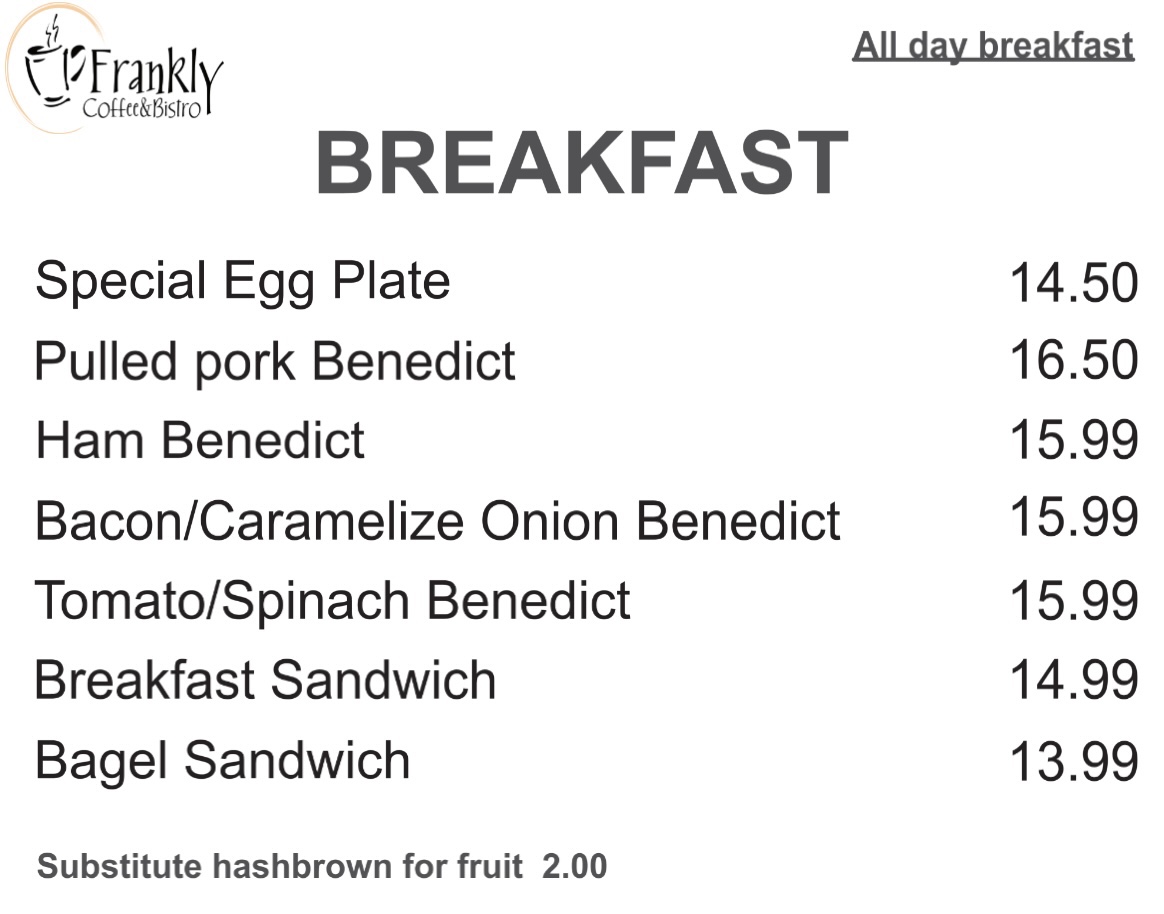 Frankly
Coffee&Bistro
All day breakfast
BREAKFAST
Special Egg Plate 14.50
Pulled pork Benedict 16.50
Ham Benedict 15.99
Bacon/Caramelize Onion Benedict 15.99
Tomato/Spinach Benedict 15.99
Breakfast Sandwich 14.99
Bagel Sandwich 13.99
Substitute hashbrown for fruit 2.00